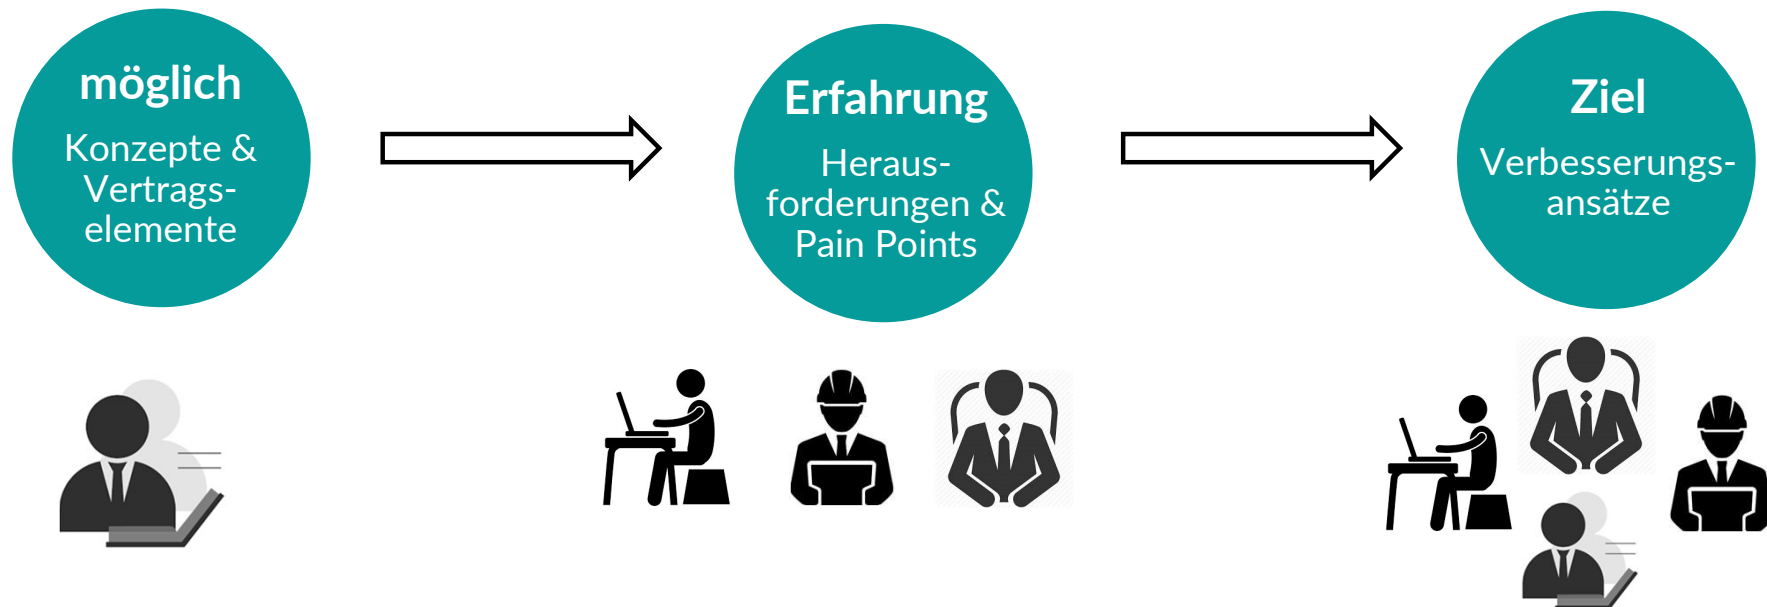 möglich
Konzepte &
Vertrags-
elemente
Erfahrung
Heraus-
forderungen &
Pain Points
Ziel
Verbesserungs-
ansätze